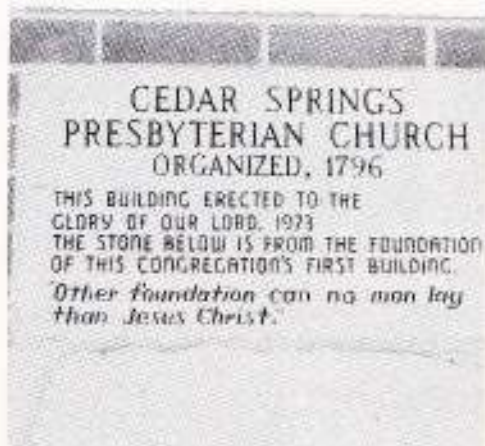 CEDAR SPRINGS
PRESBYTERIAN CHURCH
ORGANIZED, 1796
THIS BUILDING ERECTED TO THE
GLORY OF OUR LORD, 1973
THE STONE BELOW IS FROM THE FOUNDATION
OF THIS CONGREGATION'S FIRST BUILDING.
"Other foundation can no man lay
than Jesus Christ."